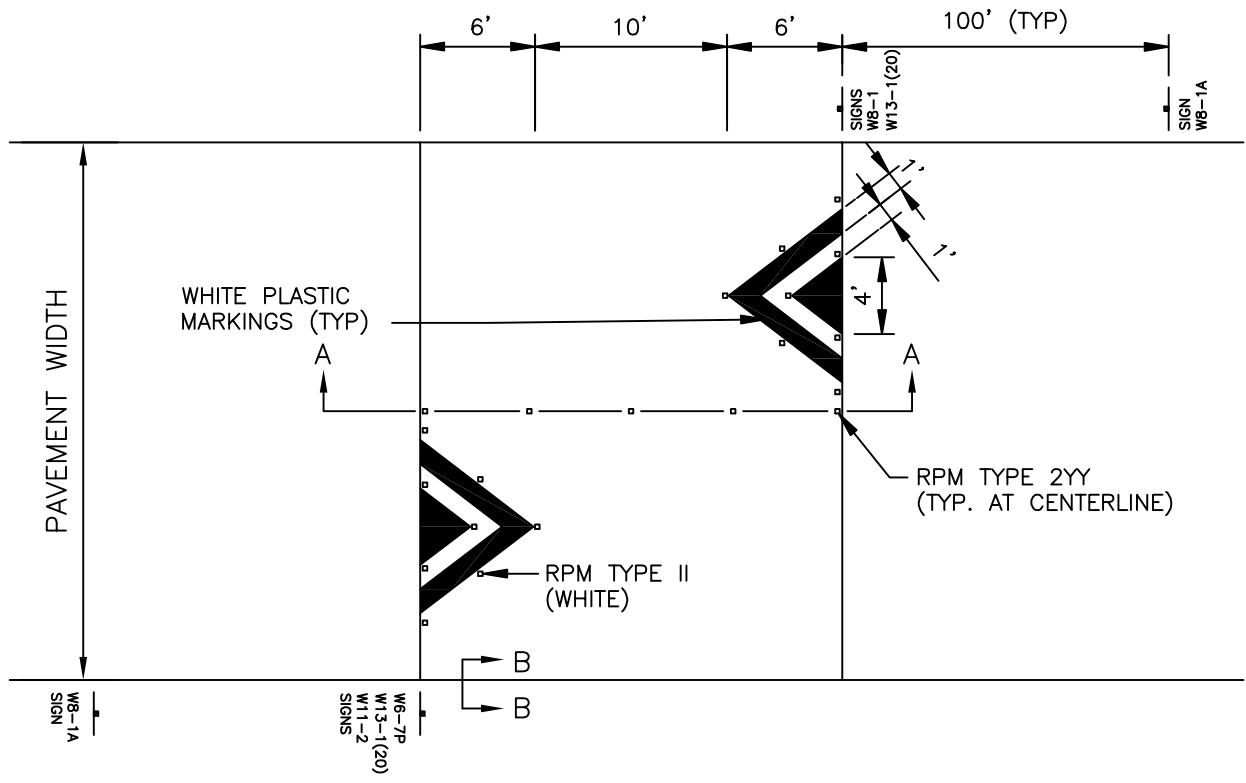 6'
10'
6'
100' (TYP)
SIGNS
W8-1
W13-1(20)
SIGN
W8-1A
1'
1'
4'
WHITE PLASTIC
MARKINGS (TYP)
A
A
PAVEMENT WIDTH
RPM TYPE 2YY
(TYP. AT CENTERLINE)
RPM TYPE II
(WHITE)
B
B
W8-1A
SIGN
W6-7P
W13-1(20)
W11-2
SIGNS